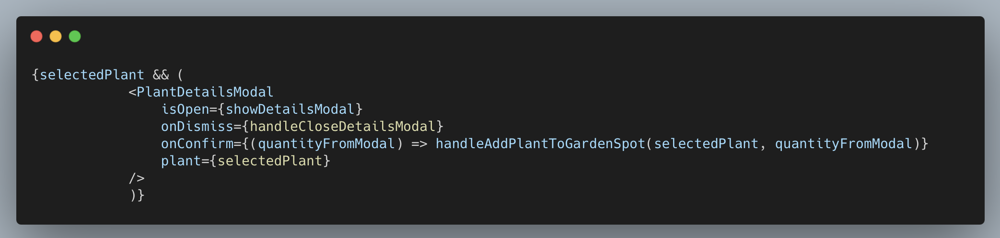 {selectedPlant && (
            <PlantDetailsModal
                isOpen={showDetailsModal}
                onDismiss={handleCloseDetailsModal}
                onConfirm={(quantityFromModal) => handleAddPlantToGardenSpot(selectedPlant, quantityFromModal)}
                plant={selectedPlant}
            />
            )}